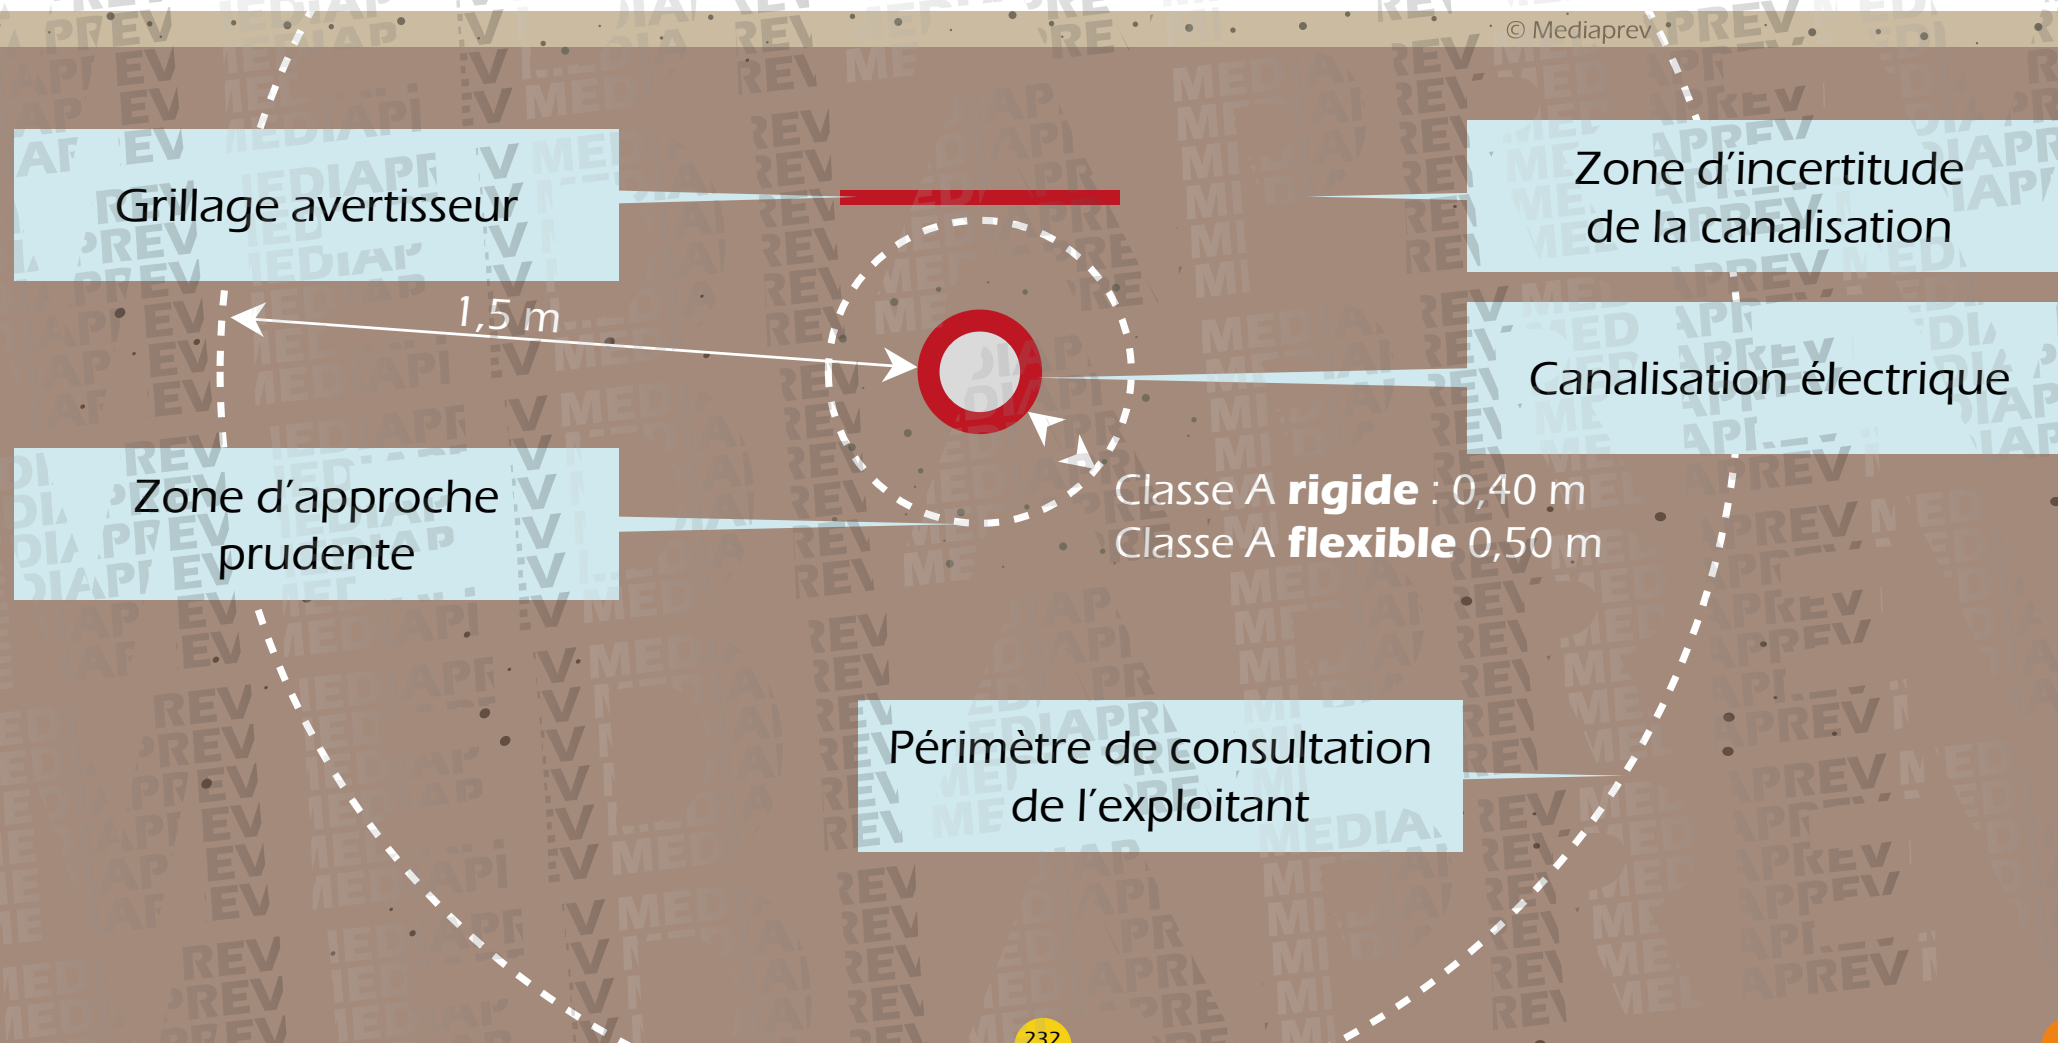 © Mediaprev
Grillage avertisseur
Zone d'incertitude
de la canalisation
1,5 m
Canalisation électrique
Zone d'approche
prudente
Classe A rigide : 0,40 m
Classe A flexible 0,50 m
Périmètre de consultation
de l'exploitant
232